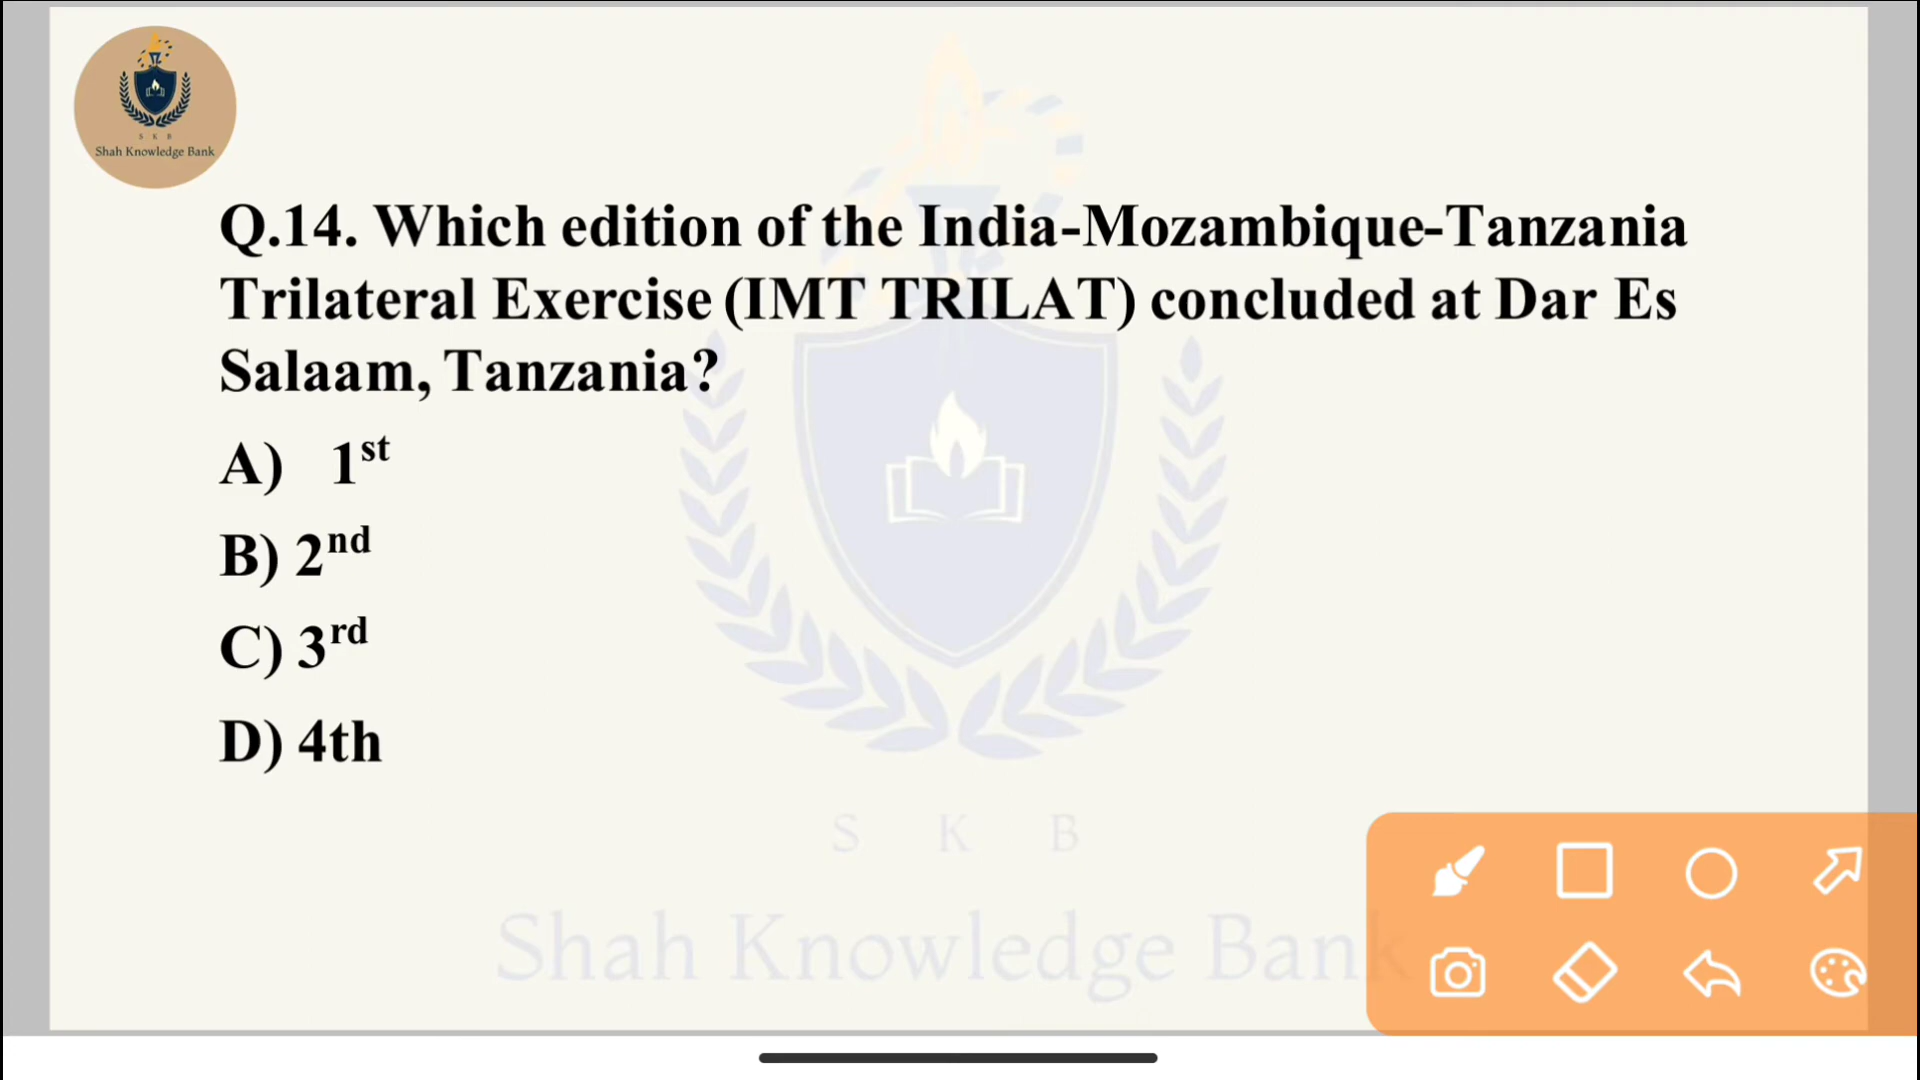 S K B
Shah Knowledge Bank
Q.14. Which edition of the India-Mozambique-Tanzania
Trilateral Exercise (IMT TRILAT) concluded at Dar Es
Salaam, Tanzania?
A) 1st
B) 2nd
C) 3rd
D) 4th
S K B
Shah Knowledge Bank